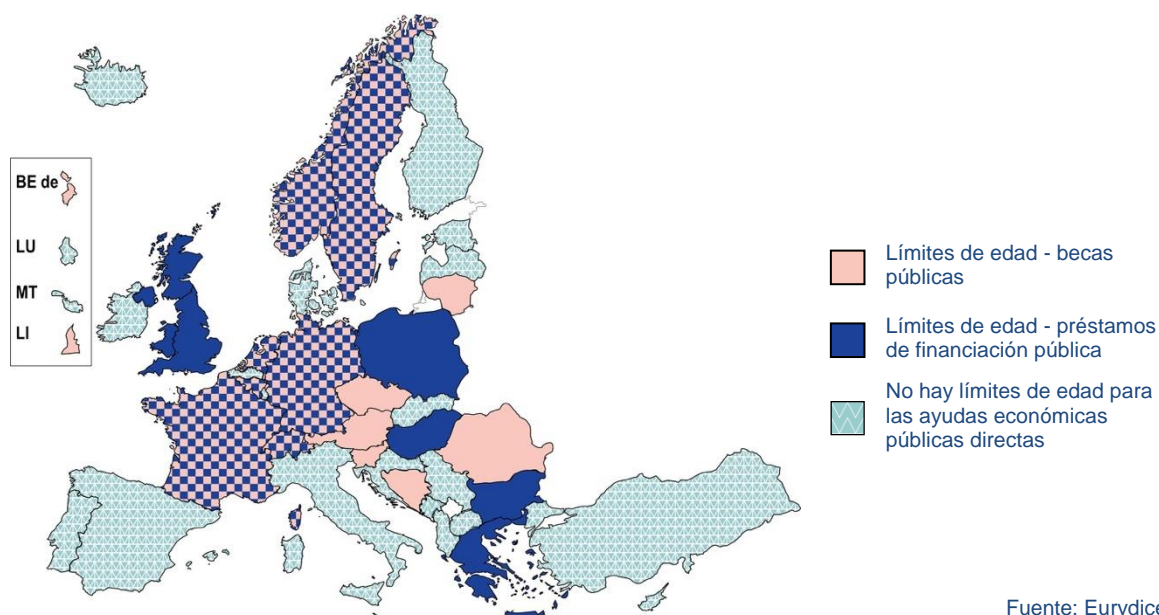 BE de
LU
MT
LI
Límites de edad - becas
públicas
Límites de edad - préstamos
de financiación pública
No hay límites de edad para
las ayudas económicas
públicas directas
Fuente: Eurydice